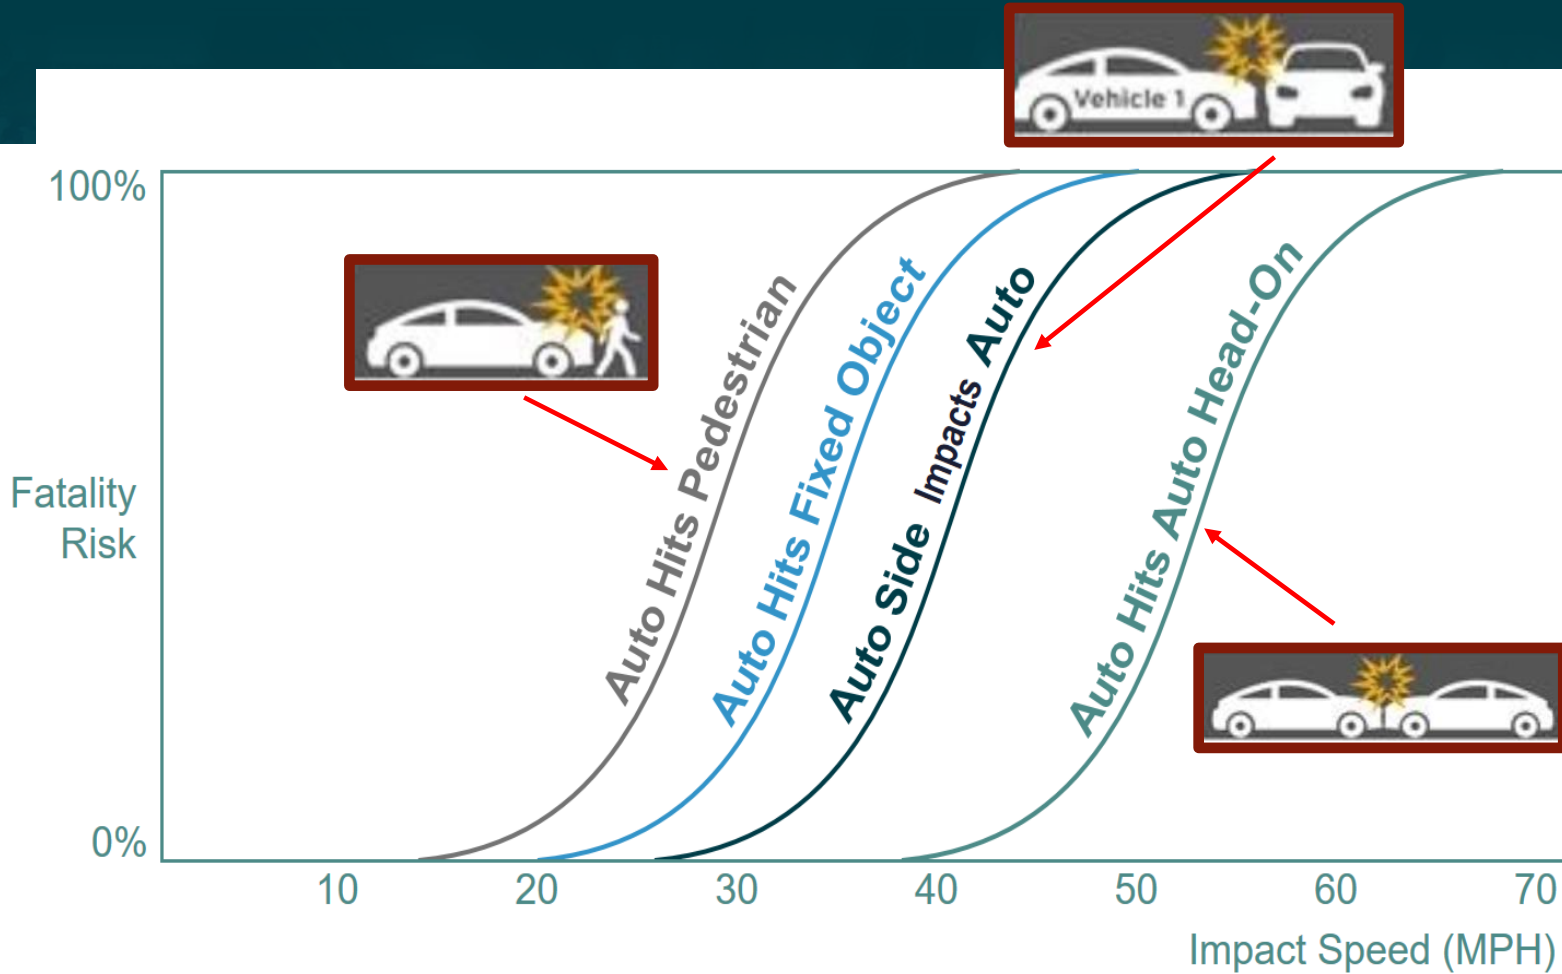 Vehicle 1
100%
Auto Hits Pedestrian
Auto Hits Fixed Object
Auto Side Impacts Auto
Auto Hits Auto Head-On
Fatality
Risk
0%
10 20 30 40 50 60 70
Impact Speed (MPH)